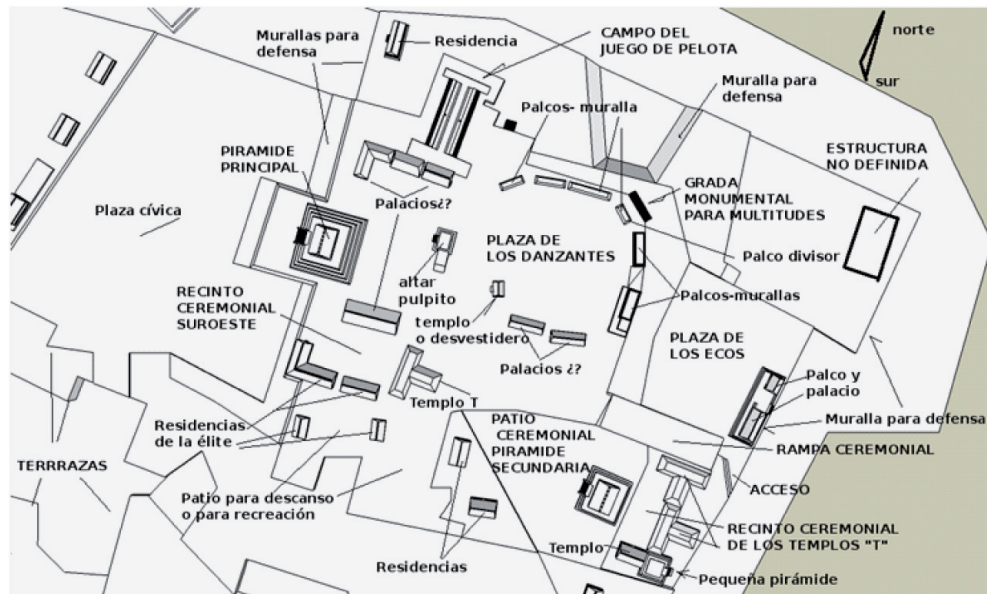 norte
sur
Murallas para
defensa
Residencia
CAMPO DEL
JUEGO DE PELOTA
Muralla para
defensa
Palcos- muralla
ESTRUCTURA
NO DEFINIDA
PIRAMIDE
PRINCIPAL
GRADA
MONUMENTAL
PARA MULTITUDES
Plaza cívica
Palacios¿?
PLAZA DE
LOS DANZANTES
Palco divisor
altar
pulpito
RECINTO
CEREMONIAL
SUROESTE
templo
o desvestidero
Palcos-murallas
PLAZA DE
LOS ECOS
Palacios ¿?
Palco y
palacio
Templo T
Residencias
de la élite
PATIO
CEREMONIAL
PIRAMIDE
SECUNDARIA
Muralla para defensa
RAMPA CEREMONIAL
TERRRAZAS
ACCESO
Patio para descanso
o para recreación
RECINTO CEREMONIAL
DE LOS TEMPLOS "T"
Templo
Residencias
Pequeña pirámide